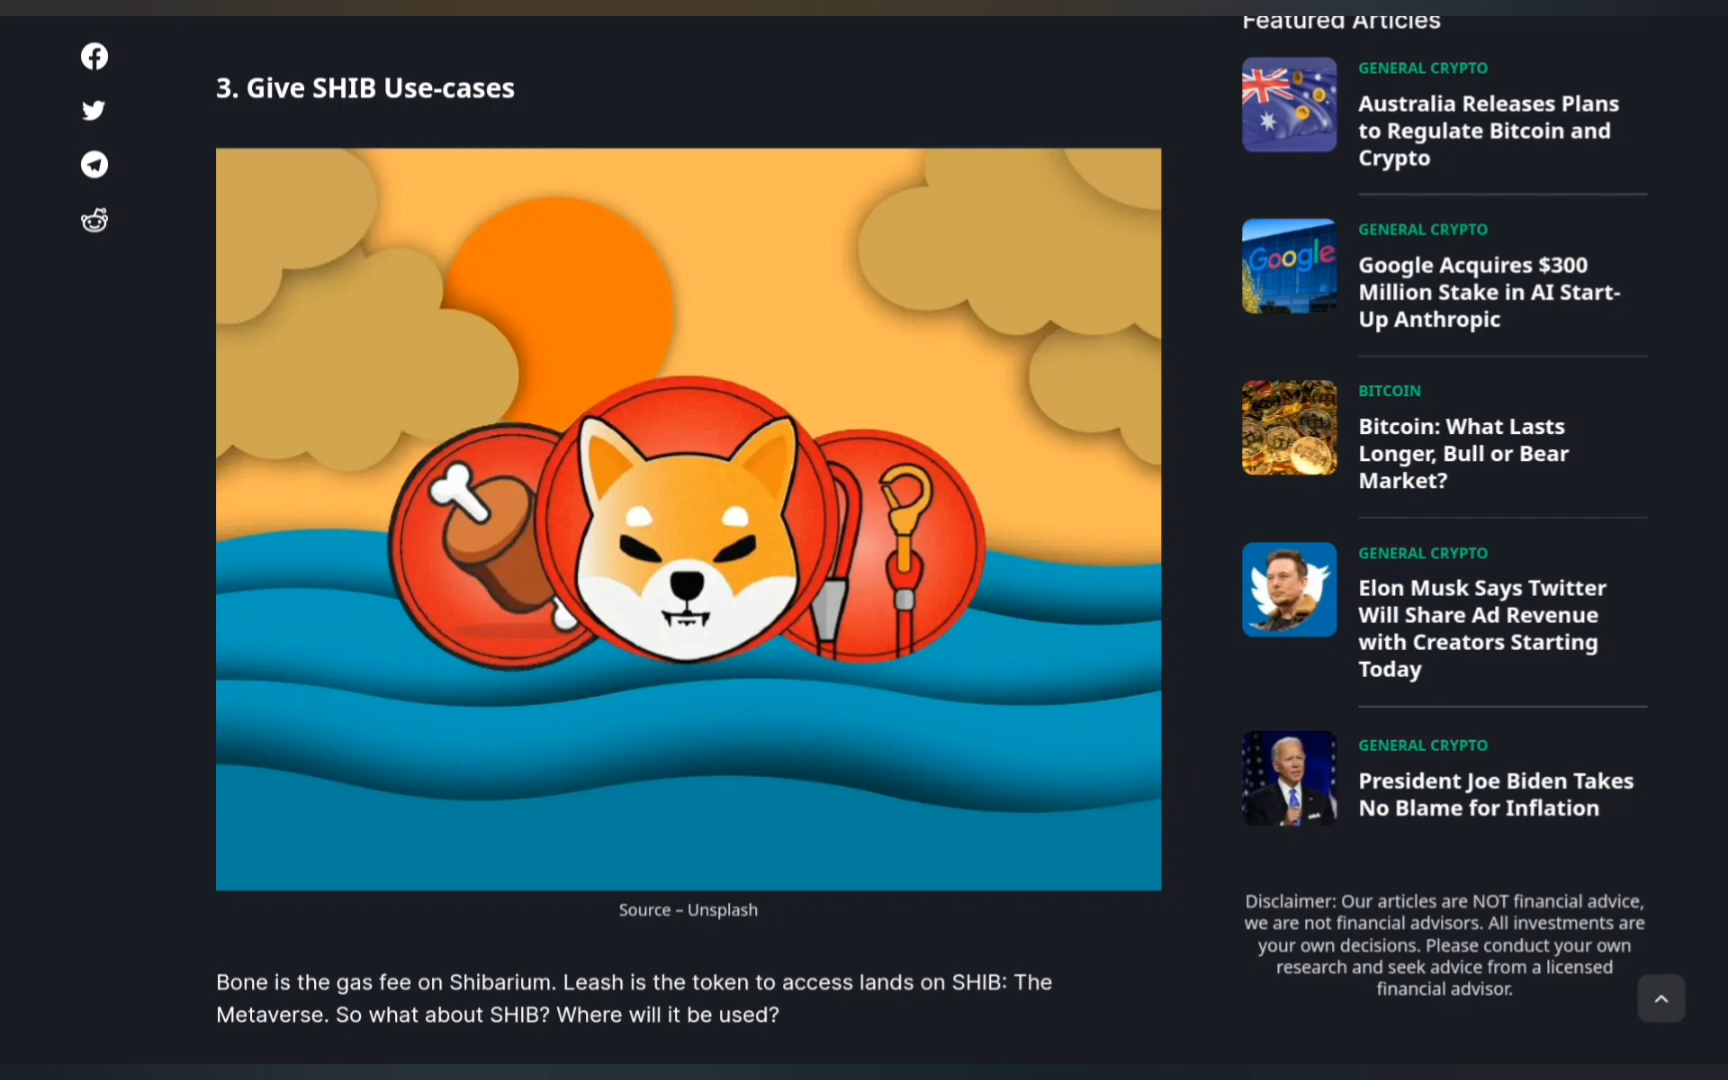 Featured Articles
3. Give SHIB Use-cases
Source – Unsplash
Bone is the gas fee on Shibarium. Leash is the token to access lands on SHIB: The
Metaverse. So what about SHIB? Where will it be used?
GENERAL CRYPTO
Australia Releases Plans
to Regulate Bitcoin and
Crypto
Google
GENERAL CRYPTO
Google Acquires $300
Million Stake in AI Start-
Up Anthropic
BITCOIN
Bitcoin: What Lasts
Longer, Bull or Bear
Market?
GENERAL CRYPTO
Elon Musk Says Twitter
Will Share Ad Revenue
with Creators Starting
Today
GENERAL CRYPTO
President Joe Biden Takes
No Blame for Inflation
Disclaimer: Our articles are NOT financial advice,
we are not financial advisors. All investments are
your own decisions. Please conduct your own
research and seek advice from a licensed
financial advisor.